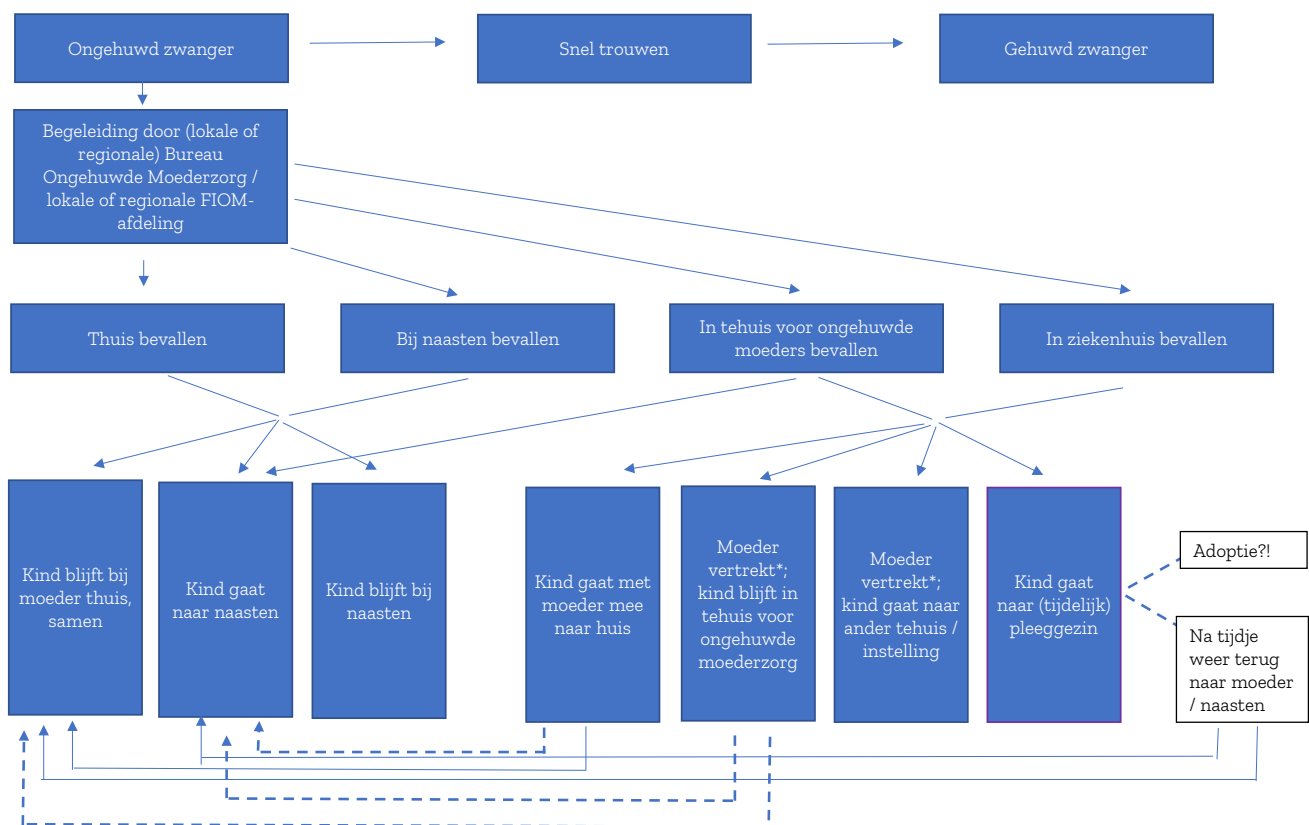 Ongehuwd zwanger
Snel trouwen
Gehuwd zwanger
Begeleiding door (lokale of
regionale) Bureau
Ongehuwde Moederzorg /
lokale of regionale FIOM-
afdeling
Thuis bevallen
Bij naasten bevallen
In tehuis voor ongehuwde
moeders bevallen
In ziekenhuis bevallen
Kind blijft bij
moeder thuis,
samen
Kind gaat
naar naasten
Kind blijft bij
naasten
Kind gaat met
moeder mee
naar huis
Moeder
vertrekt*;
kind blijft in
tehuis voor
ongehuwde
moederzorg
Moeder
vertrekt*;
kind gaat naar
ander tehuis /
instelling
Kind gaat
naar (tijdelijk)
pleeggezin
Adoptie?!
Na tijdje
weer terug
naar moeder
/ naasten